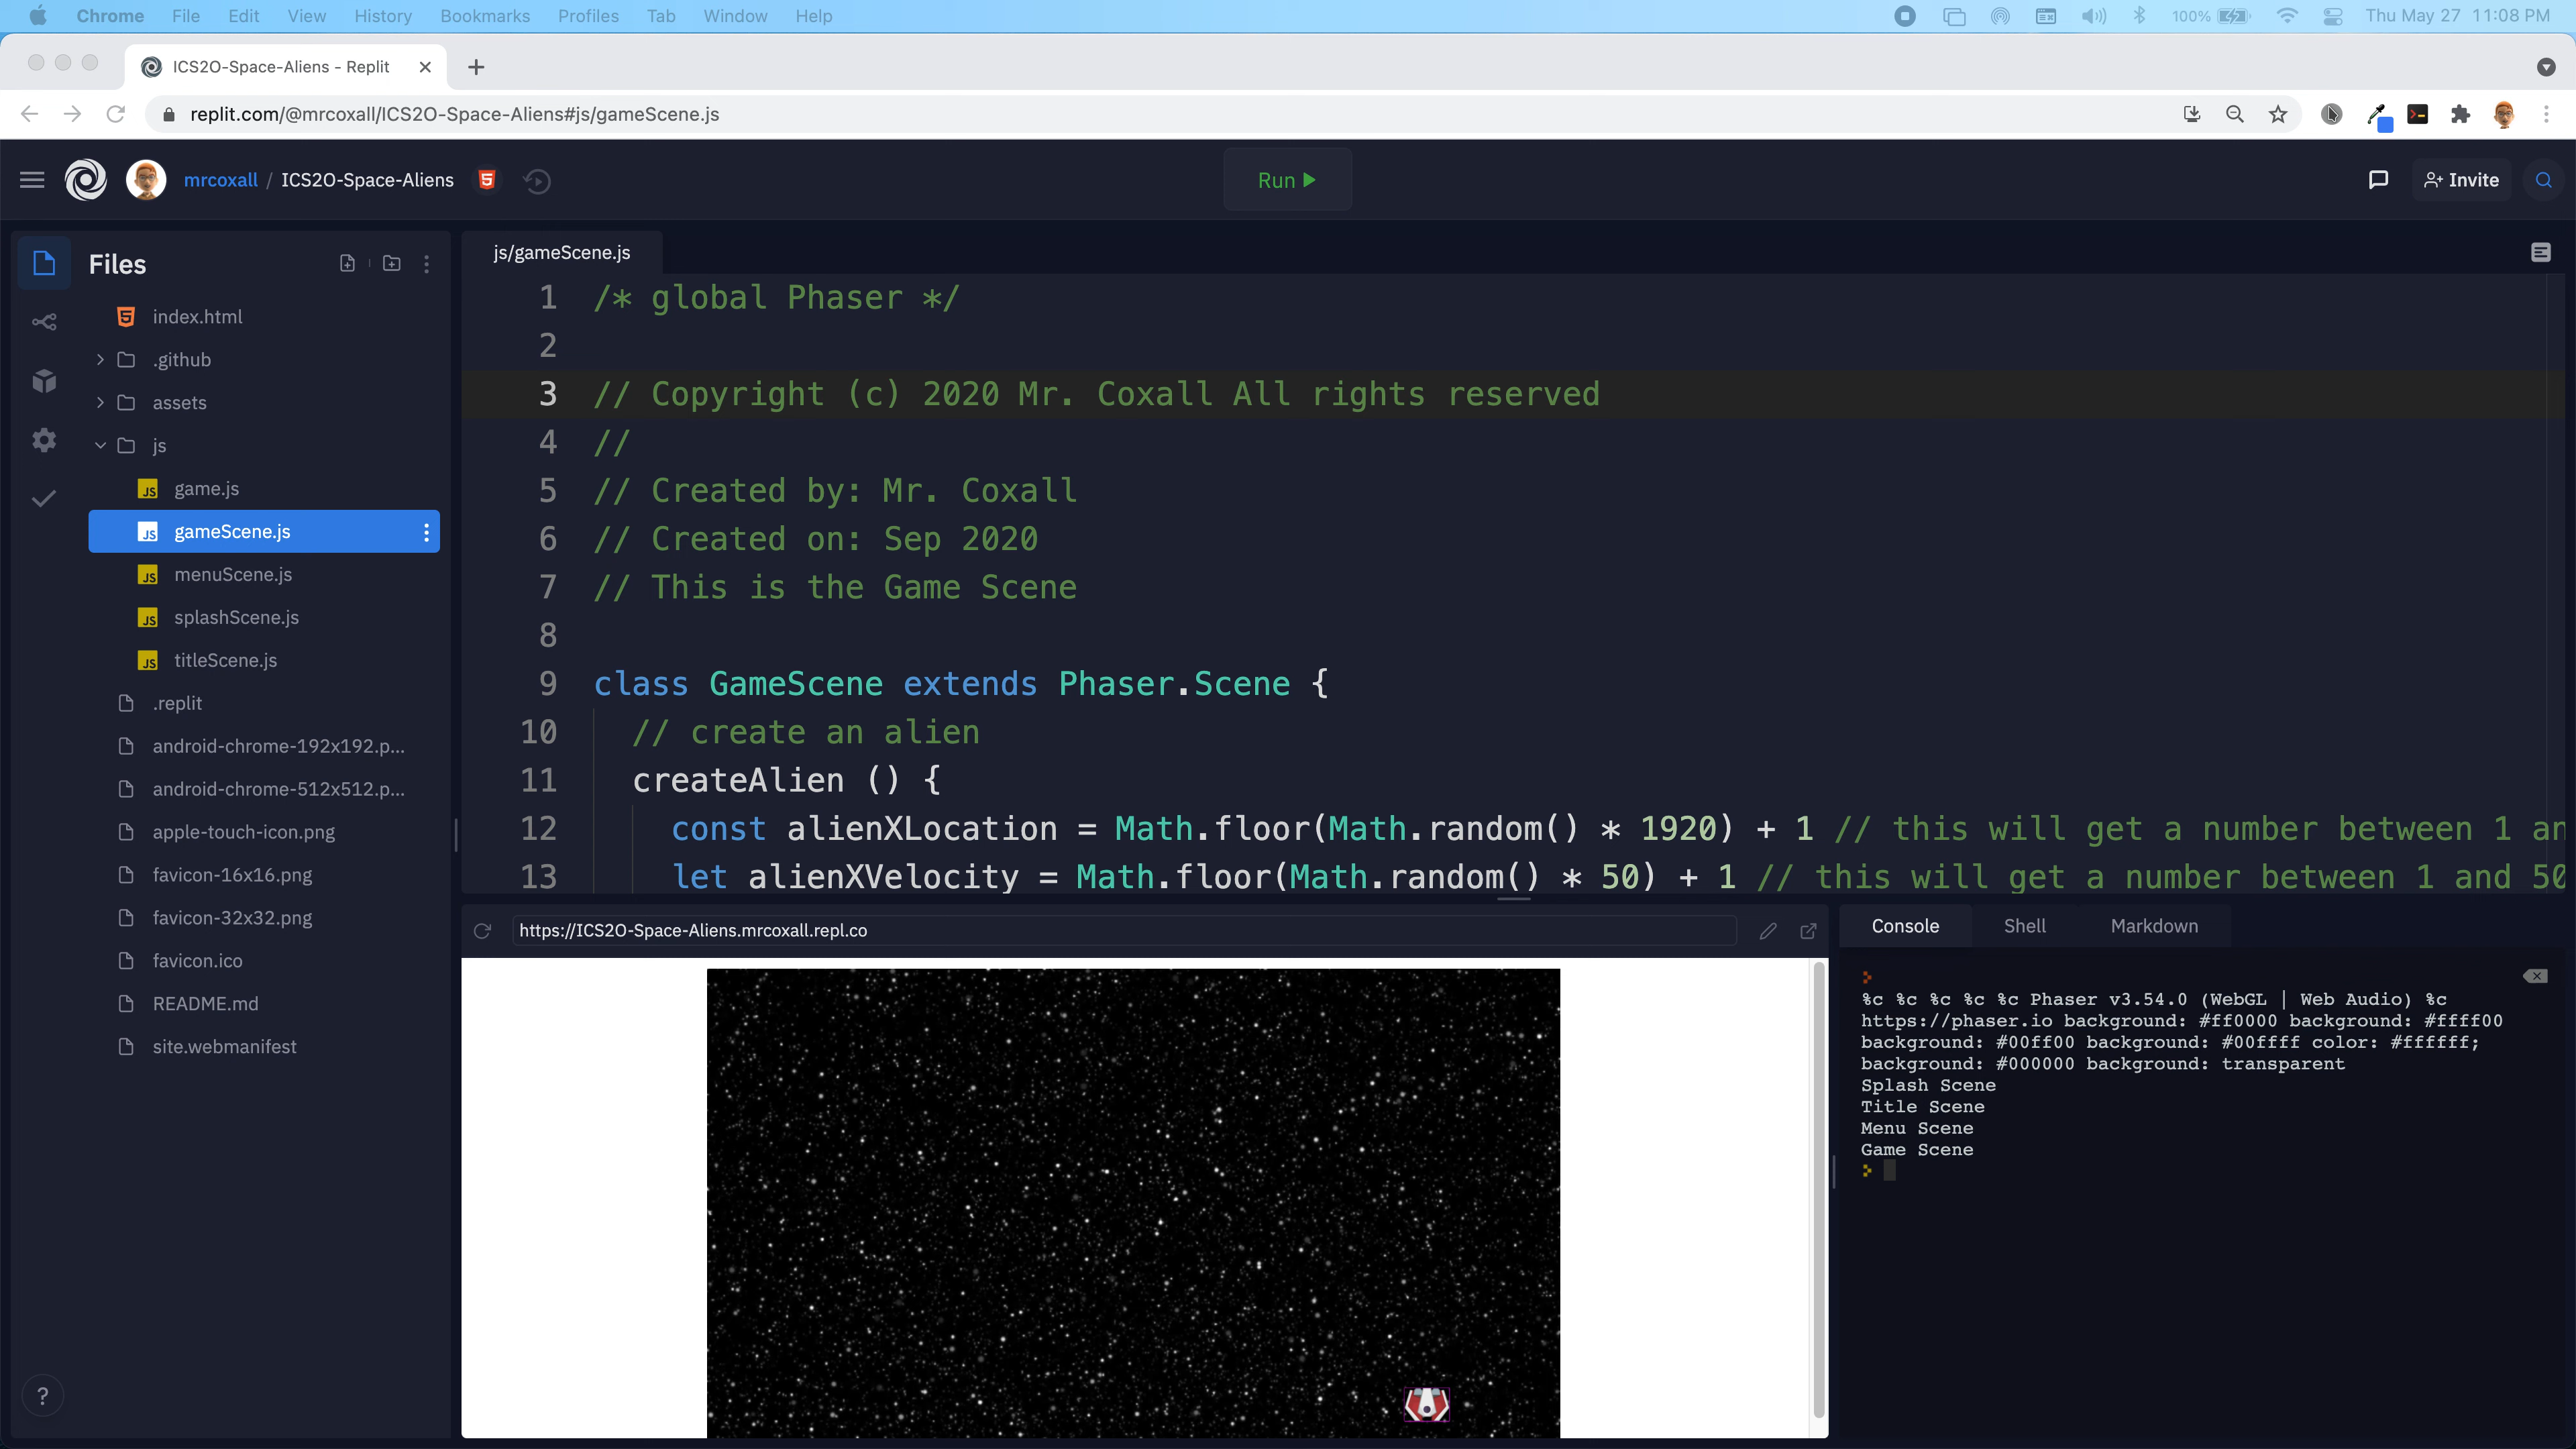 Chrome File Edit View History Bookmarks Profiles Tab Window Help 100% Thu May 27 11:08 PM
ICS2O-Space-Aliens - Replit
replit.com/@mrcoxall/ICS2O-Space-Aliens#js/gameScene.js
mrcoxall / ICS2O-Space-Aliens
Run
Invite
Files
index.html
.github
assets
js
game.js
gameScene.js
menuScene.js
splashScene.js
titleScene.js
.replit
android-chrome-192x192.p...
android-chrome-512x512.p...
apple-touch-icon.png
favicon-16x16.png
favicon-32x32.png
favicon.ico
README.md
site.webmanifest
?
js/gameScene.js
1 /* global Phaser */
2
3 // Copyright (c) 2020 Mr. Coxall All rights reserved
4 //
5 // Created by: Mr. Coxall
6 // Created on: Sep 2020
7 // This is the Game Scene
8
9 class GameScene extends Phaser.Scene {
10 // create an alien
11 createAlien () {
12 const alienXLocation = Math.floor(Math.random() * 1920) + 1 // this will get a number between 1 an
13 let alienXVelocity = Math.floor(Math.random() * 50) + 1 // this will get a number between 1 and 50
https://ICS2O-Space-Aliens.mrcoxall.repl.co
Console Shell Markdown
%c %c %c %c %c Phaser v3.54.0 (WebGL | Web Audio) %c
https://phaser.io background: #ff0000 background: #ffff00
background: #00ff00 background: #00ffff color: #ffffff;
background: #000000 background: transparent
Splash Scene
Title Scene
Menu Scene
Game Scene